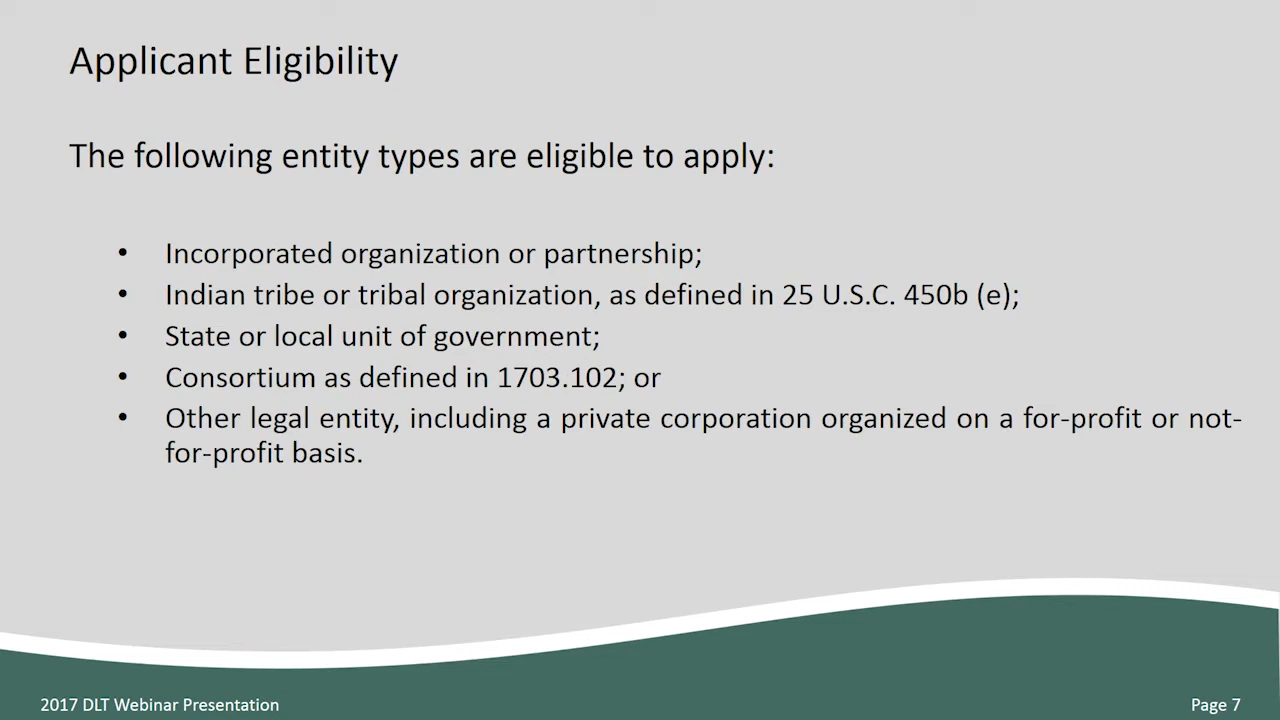 Applicant Eligibility
The following entity types are eligible to apply:
• Incorporated organization or partnership;
• Indian tribe or tribal organization, as defined in 25 U.S.C. 450b (e);
• State or local unit of government;
• Consortium as defined in 1703.102; or
• Other legal entity, including a private corporation organized on a for-profit or not-
for-profit basis.
2017 DLT Webinar Presentation
Page 7